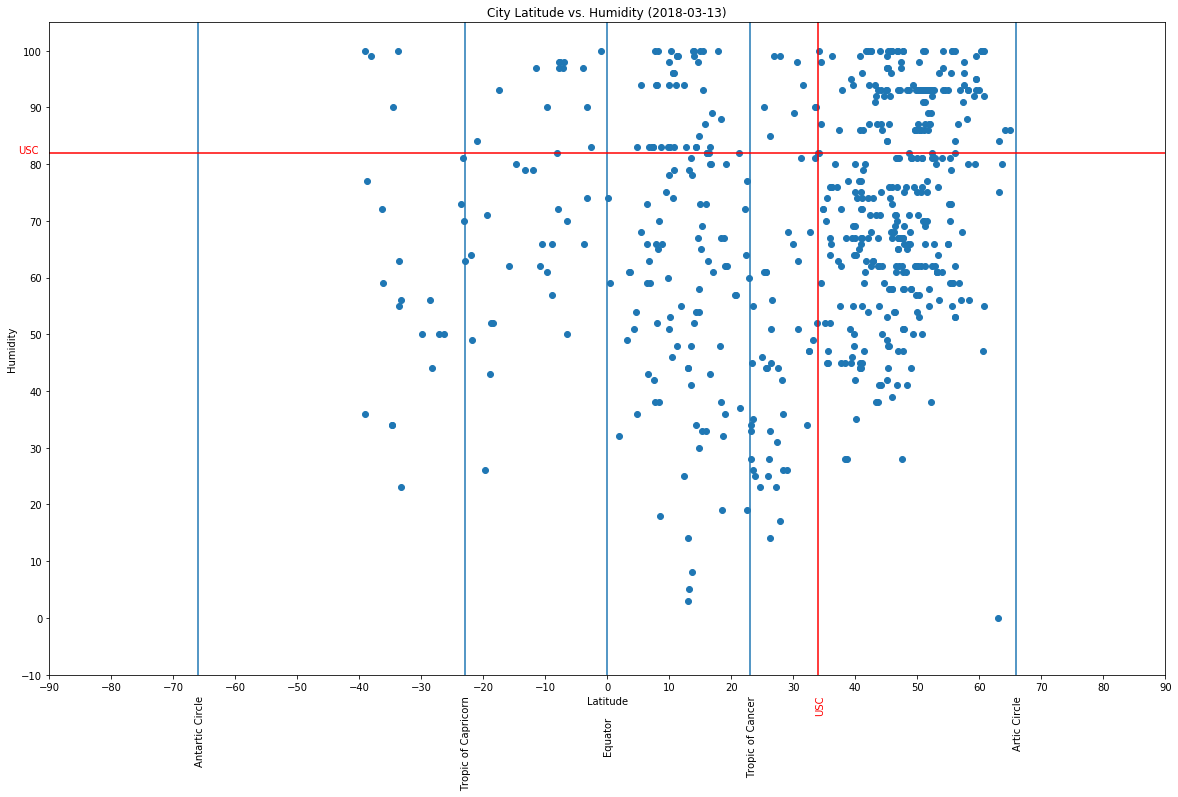 City Latitude vs. Humidity (2018-03-13)
100
90
USC
80
70
60
50
Humidity
40
30
20
10
0
−10
−90 −80 −70 −60 −50 −40 −30 −20 −10 0 10 20 30 40 50 60 70 80 90
Latitude
Antartic Circle
Tropic of Capricorn
Equator
Tropic of Cancer
USC
Artic Circle